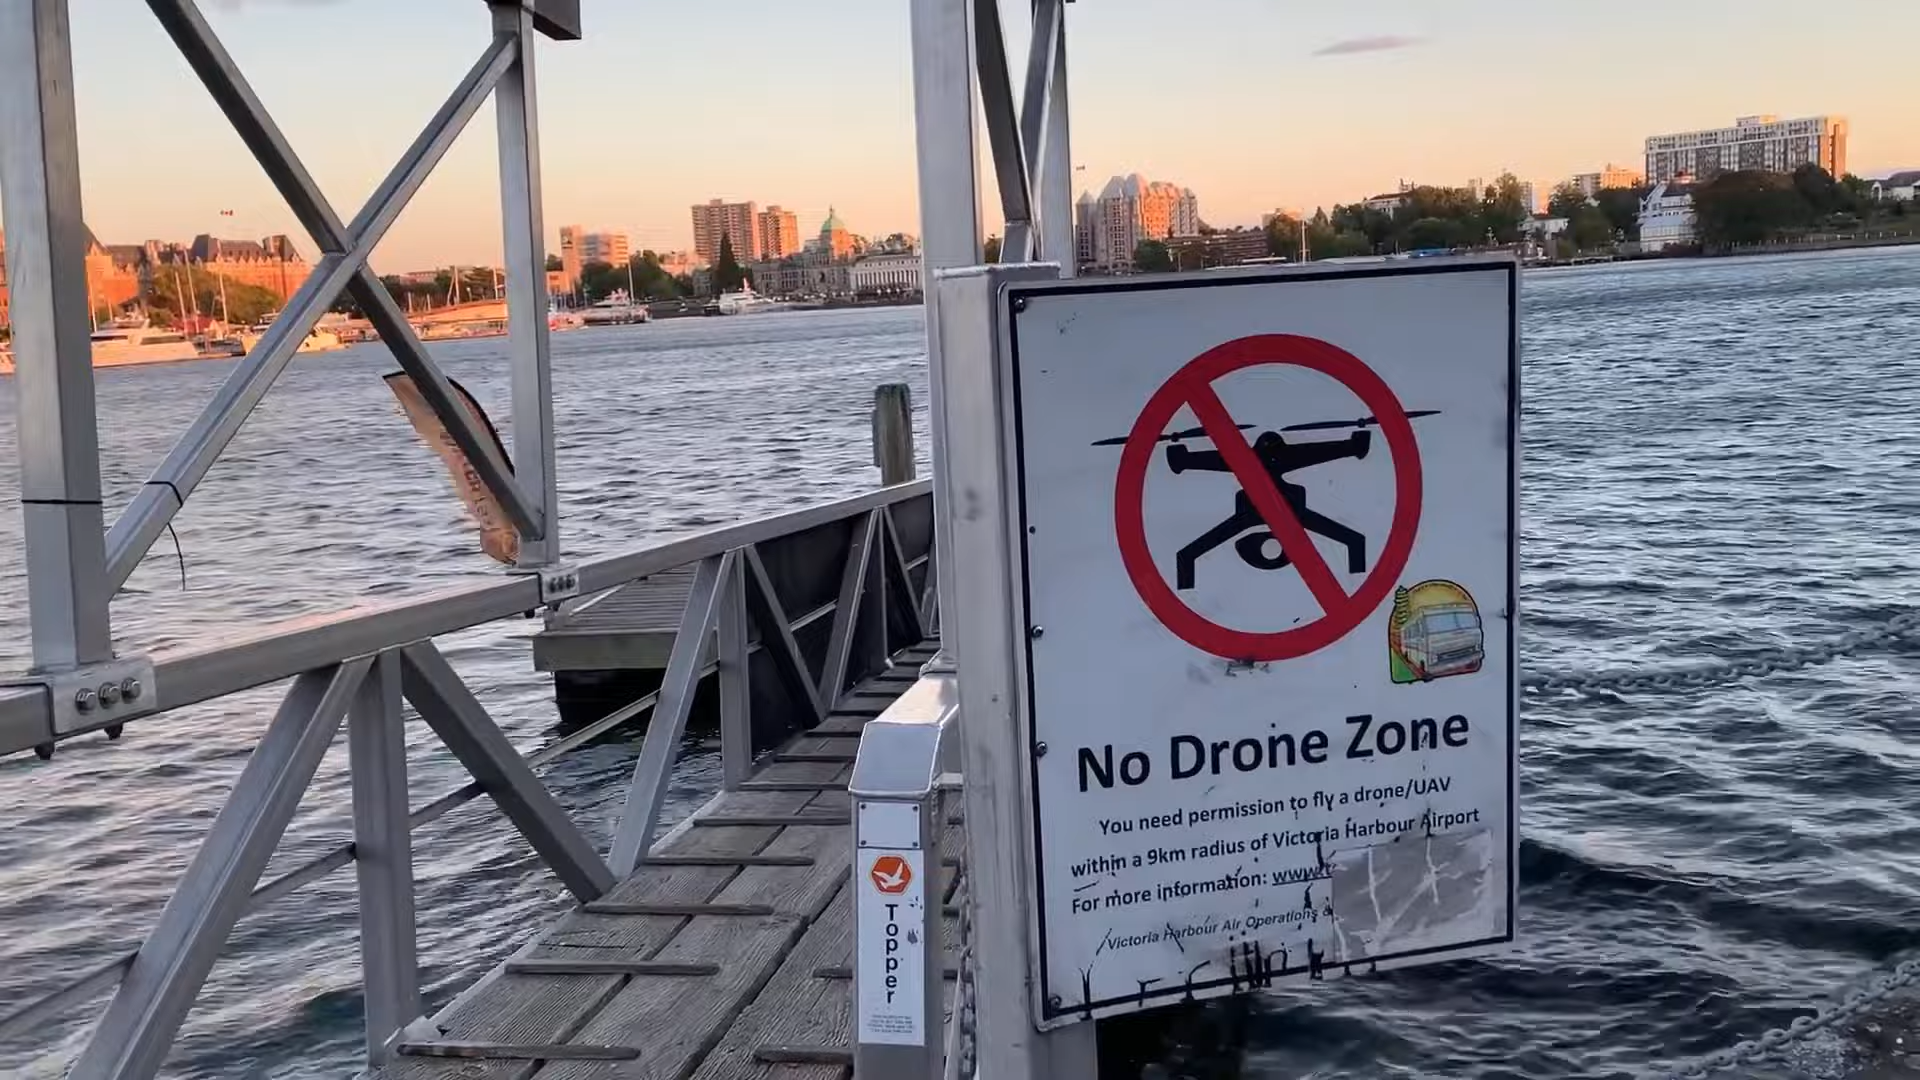 No Drone Zone
You need permission to fly a drone/UAV
within a 9km radius of Victoria Harbour Airport
For more information: www.
Victoria Harbour Air Operations &
Topper